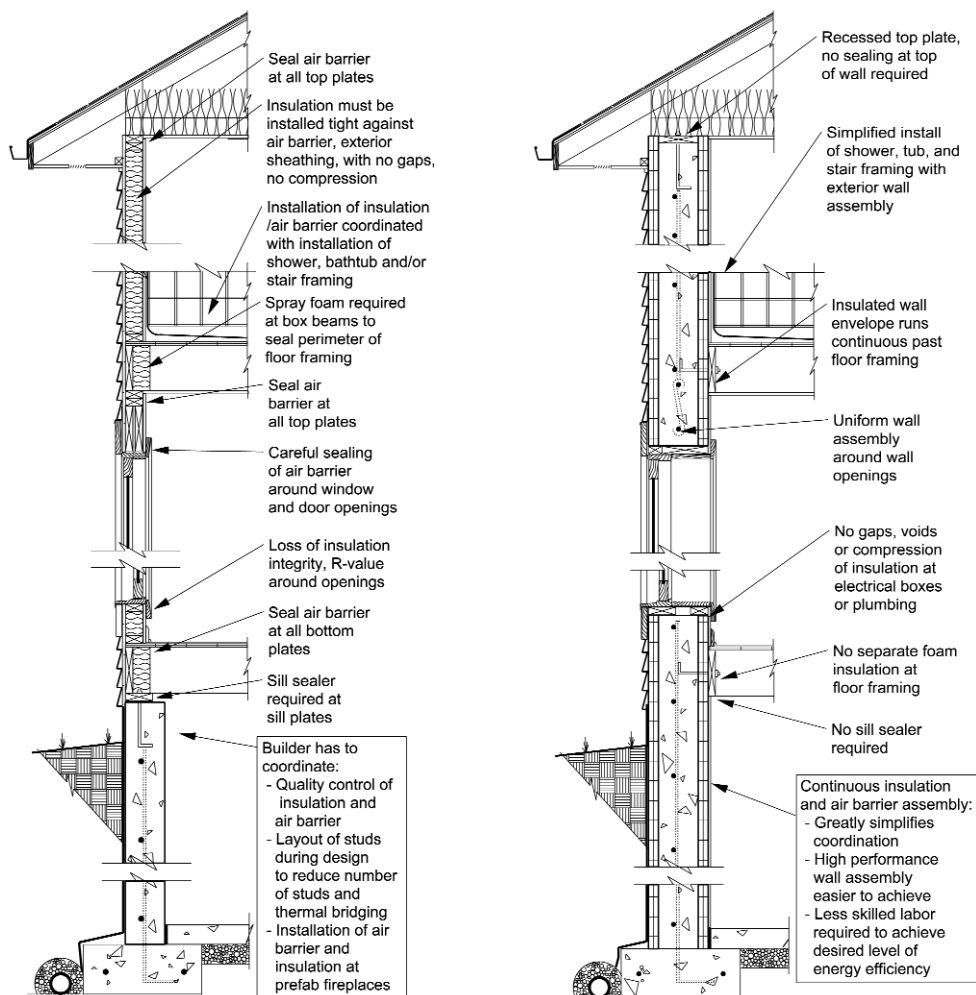 Seal air barrier
at all top plates
Insulation must be
installed tight against
air barrier, exterior
sheathing, with no gaps,
no compression
Installation of insulation
/air barrier coordinated
with installation of
shower, bathtub and/or
stair framing
Spray foam required
at box beams to
seal perimeter of
floor framing
Seal air
barrier at
all top plates
Careful sealing
of air barrier
around window
and door openings
Loss of insulation
integrity, R-value
around openings
Seal air barrier
at all bottom
plates
Sill sealer
required at
sill plates
Builder has to
coordinate:
- Quality control of
insulation and
air barrier
- Layout of studs
during design
to reduce number
of studs and
thermal bridging
- Installation of air
barrier and
insulation at
prefab fireplaces
Recessed top plate,
no sealing at top
of wall required
Simplified install
of shower, tub, and
stair framing with
exterior wall
assembly
Insulated wall
envelope runs
continuous past
floor framing
Uniform wall
assembly
around wall
openings
No gaps, voids
or compression
of insulation at
electrical boxes
or plumbing
No separate foam
insulation at
floor framing
No sill sealer
required
Continuous insulation
and air barrier assembly:
- Greatly simplifies
coordination
- High performance
wall assembly
easier to achieve
- Less skilled labor
required to achieve
desired level of
energy efficiency